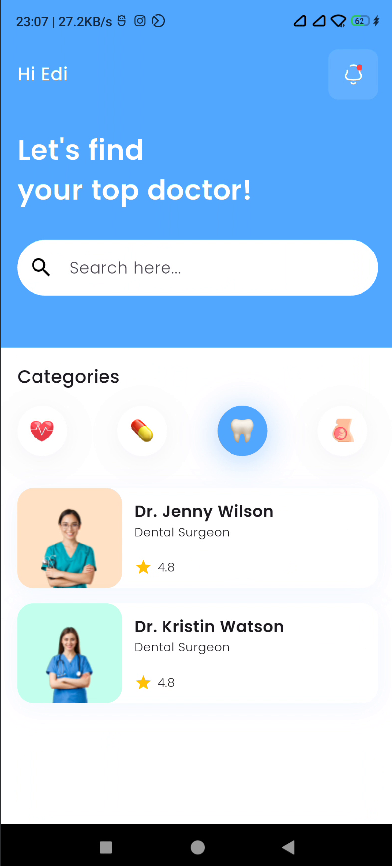 23:07 | 27.2KB/s
62
Hi Edi
Let's find
your top doctor!
Search here...
Categories
Dr. Jenny Wilson
Dental Surgeon
4.8
Dr. Kristin Watson
Dental Surgeon
4.8